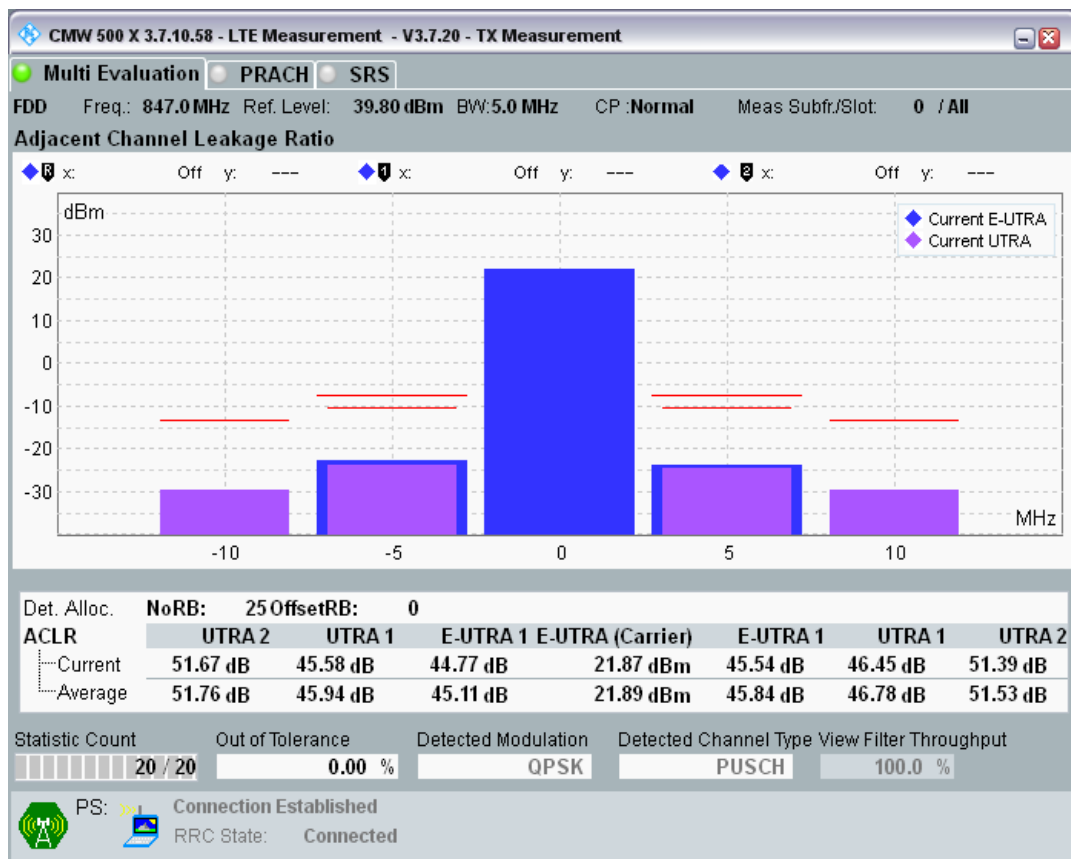 CMW 500 X 3.7.10.58 - LTE Measurement - V3.7.20 - TX Measurement
Multi Evaluation PRACH SRS
FDD Freq.: 847.0 MHz Ref. Level: 39.80 dBm BW:5.0 MHz CP :Normal Meas Subfr./Slot: 0 / All
Adjacent Channel Leakage Ratio
R x: Off y: --- 1 x: Off y: --- 2 x: Off y: ---
dBm
Current E-UTRA
Current UTRA
30
20
10
0
-10
-20
-30
MHz
-10 -5 0 5 10
Det. Alloc. NoRB: 25 OffsetRB: 0
ACLR UTRA 2 UTRA 1 E-UTRA 1 E-UTRA (Carrier) E-UTRA 1 UTRA 1 UTRA 2
Current 51.67 dB 45.58 dB 44.77 dB 21.87 dBm 45.54 dB 46.45 dB 51.39 dB
Average 51.76 dB 45.94 dB 45.11 dB 21.89 dBm 45.84 dB 46.78 dB 51.53 dB
Statistic Count Out of Tolerance Detected Modulation Detected Channel Type View Filter Throughput
20 / 20 0.00 % QPSK PUSCH 100.0 %
PS: Connection Established
RRC State: Connected